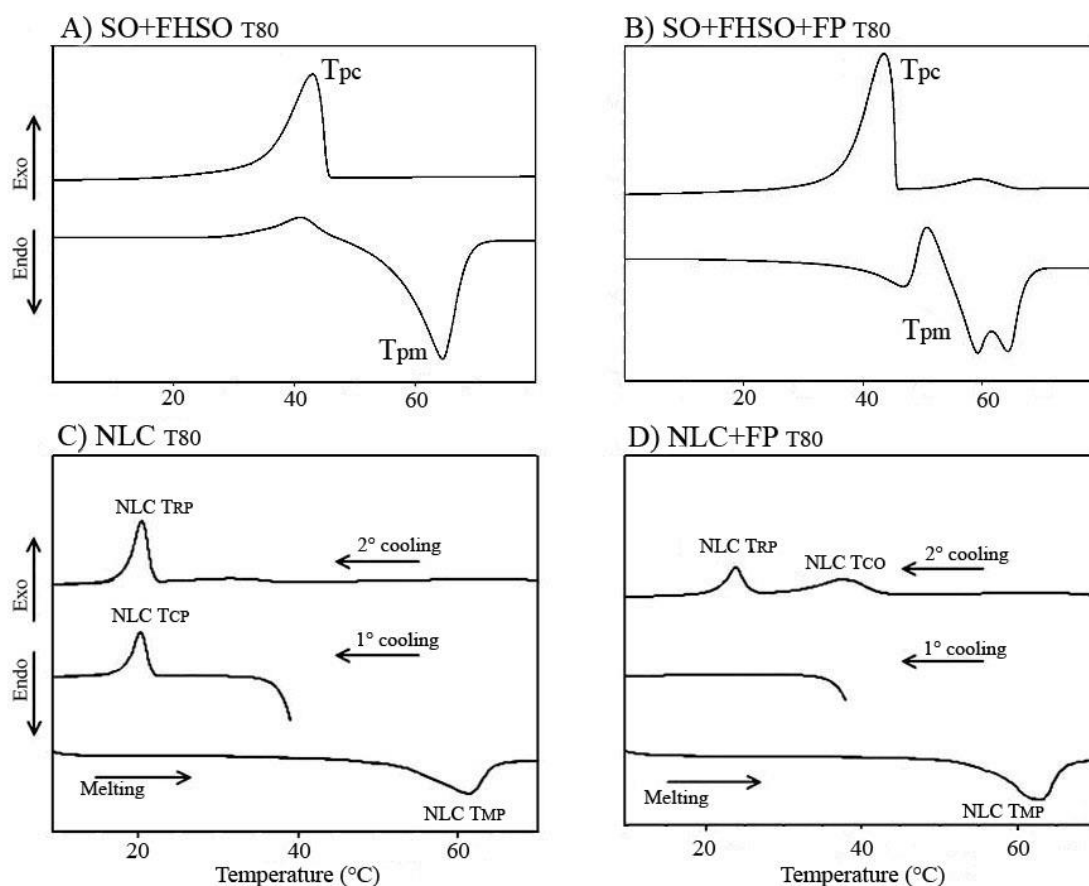 A) SO+FHSO T80
Tpc
Exo
Endo
Tpm
20 40 60
B) SO+FHSO+FP T80
Tpc
Tpm
20 40 60
C) NLC T80
NLC TRP
2° cooling
NLC TCP
1° cooling
Exo
Endo
Melting
NLC TMP
20 40 60
Temperature (°C)
D) NLC+FP T80
NLC TRP
NLC TCO
2° cooling
1° cooling
Melting
NLC TMP
20 40 60
Temperature (°C)